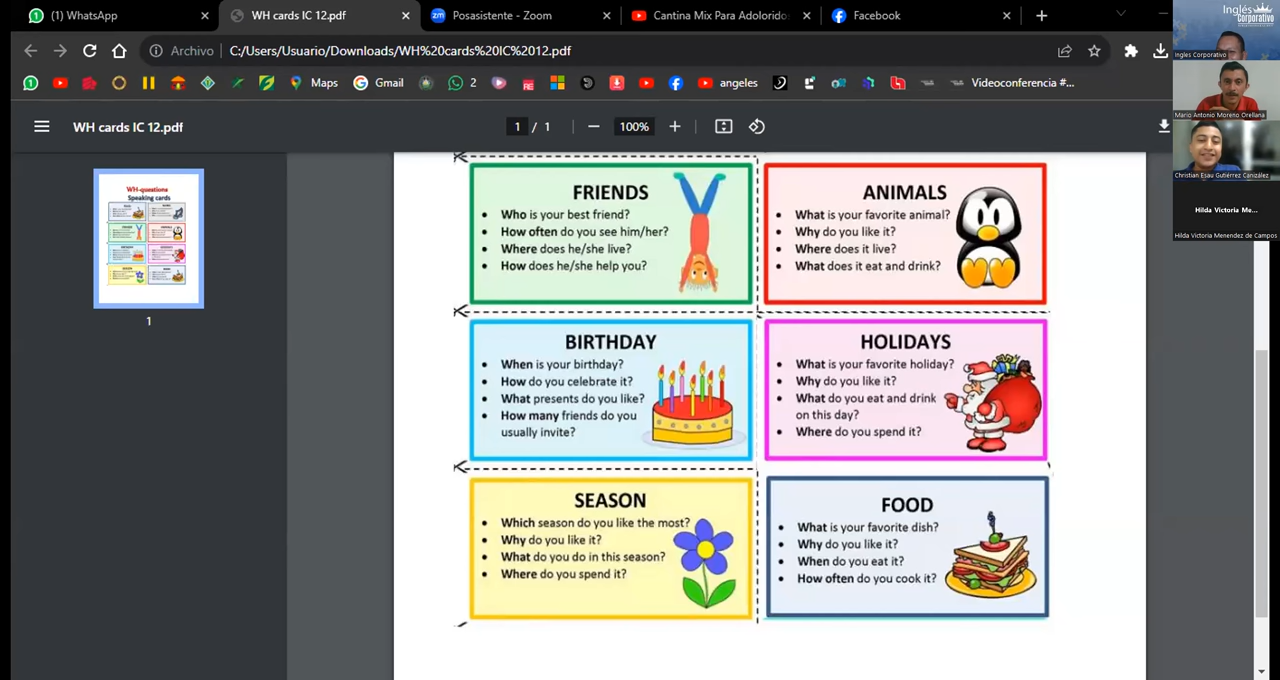 (1) WhatsApp
WH cards IC 12.pdf
Posasistente - Zoom
Cantina Mix Para Adoloridos
Facebook
Archivo
C:/Users/Usuario/Downloads/WH%20cards%20IC%2012.pdf
Maps
Gmail
2
angeles
Videoconferencia #...
WH cards IC 12.pdf
1 / 1
100%
Inglés
Corporativo
Ingles Corporativo
Mario Antonio Moreno Orellana
Christian Esau Gutiérrez Canizález
Hilda Victoria Me...
Hilda Victoria Menendez de Campos
WH-questions
Speaking cards
1
FRIENDS
Who is your best friend?
How often do you see him/her?
Where does he/she live?
How does he/she help you?
ANIMALS
What is your favorite animal?
Why do you like it?
Where does it live?
What does it eat and drink?
BIRTHDAY
When is your birthday?
How do you celebrate it?
What presents do you like?
How many friends do you
usually invite?
HOLIDAYS
What is your favorite holiday?
Why do you like it?
What do you eat and drink
on this day?
Where do you spend it?
SEASON
Which season do you like the most?
Why do you like it?
What do you do in this season?
Where do you spend it?
FOOD
What is your favorite dish?
Why do you like it?
When do you eat it?
How often do you cook it?